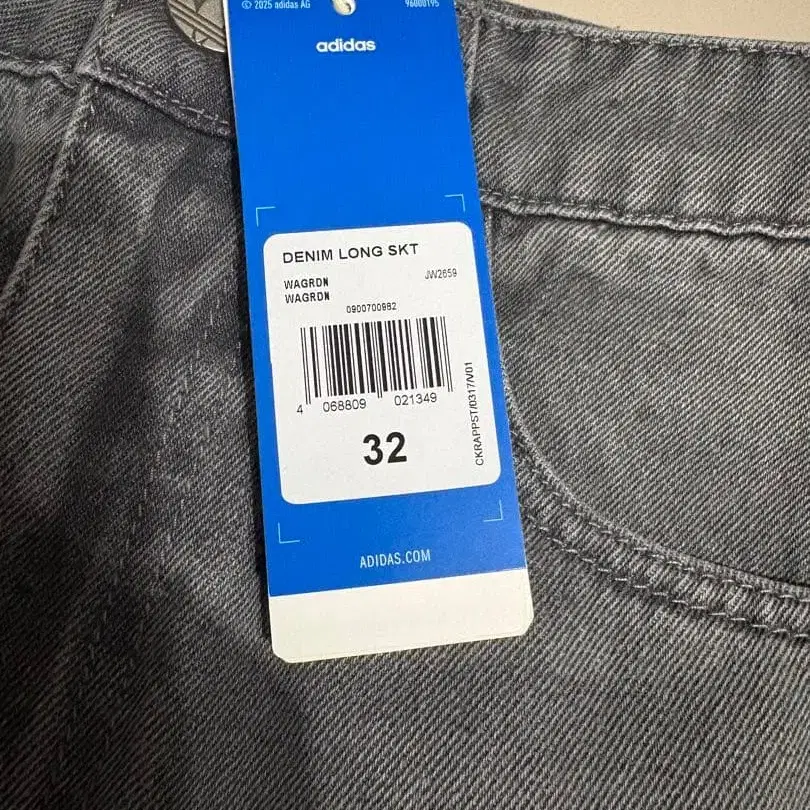 © 2025 adidas AG 96000195
adidas
DENIM LONG SKT
WAGRDN JW2659
WAGRDN
0900700982
4 068809 021349
CKRAPPST/0317/V01
32
ADIDAS.COM